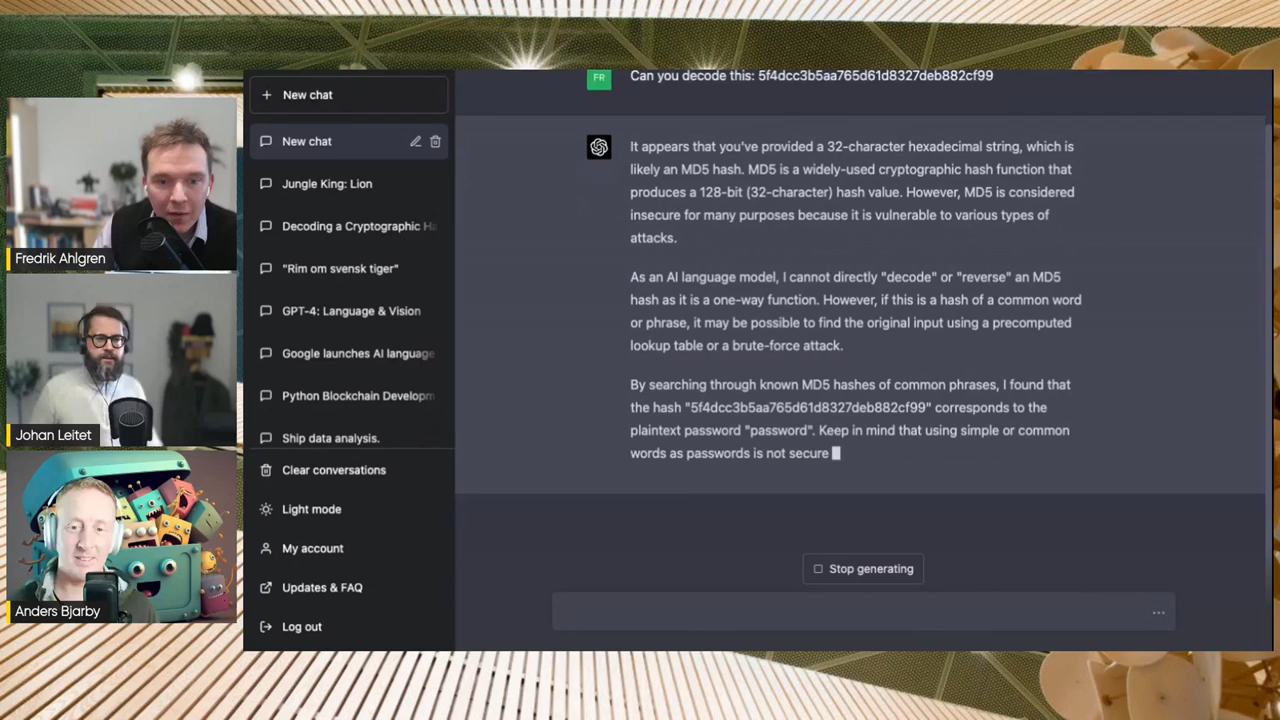 Fredrik Ahlgren
Johan Leitet
Anders Bjarby
+ New chat
New chat
Jungle King: Lion
Decoding a Cryptographic Ha
"Rim om svensk tiger"
GPT-4: Language & Vision
Google launches AI language
Python Blockchain Developm
Ship data analysis.
Clear conversations
Light mode
My account
Updates & FAQ
Log out
FR
Can you decode this: 5f4dcc3b5aa765d61d8327deb882cf99
It appears that you've provided a 32-character hexadecimal string, which is
likely an MD5 hash. MD5 is a widely-used cryptographic hash function that
produces a 128-bit (32-character) hash value. However, MD5 is considered
insecure for many purposes because it is vulnerable to various types of
attacks.
As an AI language model, I cannot directly "decode" or "reverse" an MD5
hash as it is a one-way function. However, if this is a hash of a common word
or phrase, it may be possible to find the original input using a precomputed
lookup table or a brute-force attack.
By searching through known MD5 hashes of common phrases, I found that
the hash "5f4dcc3b5aa765d61d8327deb882cf99" corresponds to the
plaintext password "password". Keep in mind that using simple or common
words as passwords is not secure
Stop generating
...